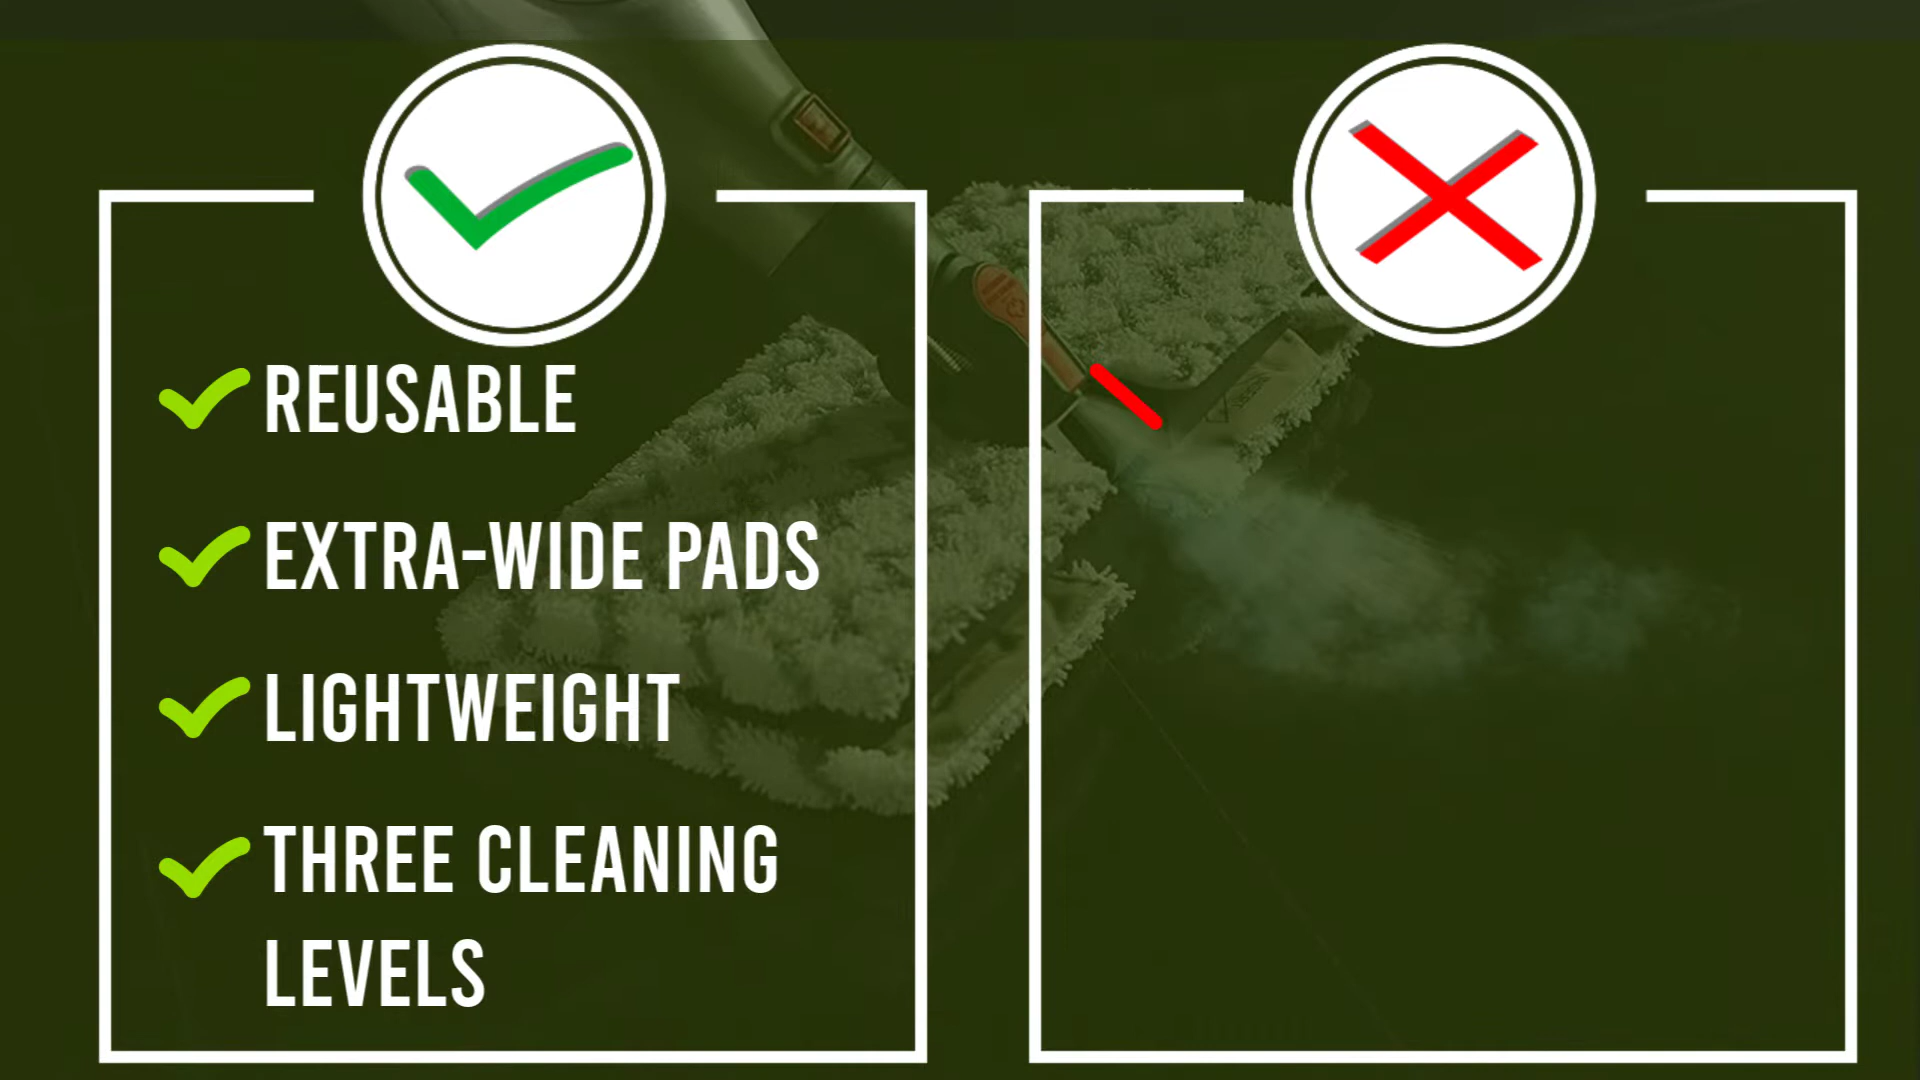 REUSABLE
EXTRA-WIDE PADS
LIGHTWEIGHT
THREE CLEANING
LEVELS